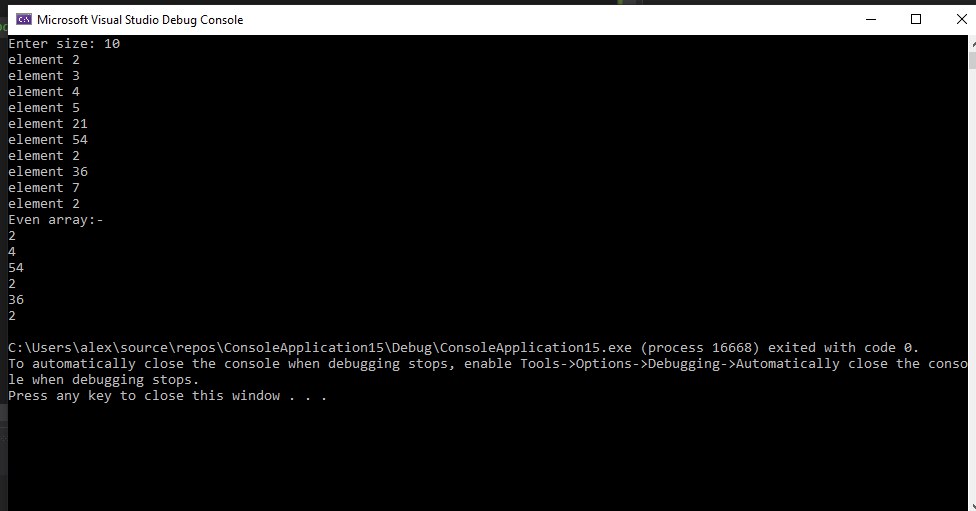 Microsoft Visual Studio Debug Console
Enter size: 10
element 2
element 3
element 4
element 5
element 21
element 54
element 2
element 36
element 7
element 2
Even array:-
2
4
54
2
36
2
C:\Users\alex\source\repos\ConsoleApplication15\Debug\ConsoleApplication15.exe (process 16668) exited with code 0.
To automatically close the console when debugging stops, enable Tools->Options->Debugging->Automatically close the conso
le when debugging stops.
Press any key to close this window . . .